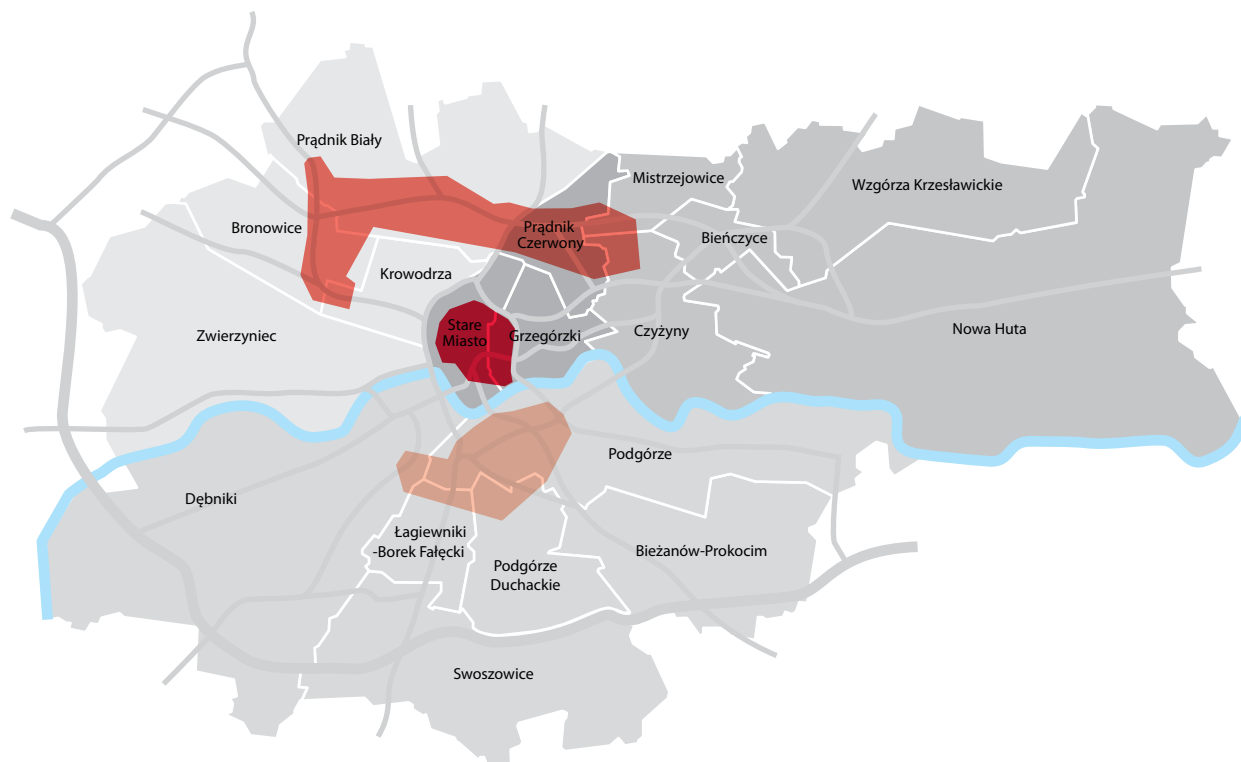 Prądnik Biały
Mistrzejowice
Wzgórza Krzesławickie
Bronowice
Prądnik
Czerwony
Bieńczyce
Krowodrza
Zwierzyniec
Stare
Miasto
Grzegórzki
Czyżyny
Nowa Huta
Podgórze
Dębniki
Łagiewniki
-Borek Fałęcki
Bieżanów-Prokocim
Podgórze
Duchackie
Swoszowice